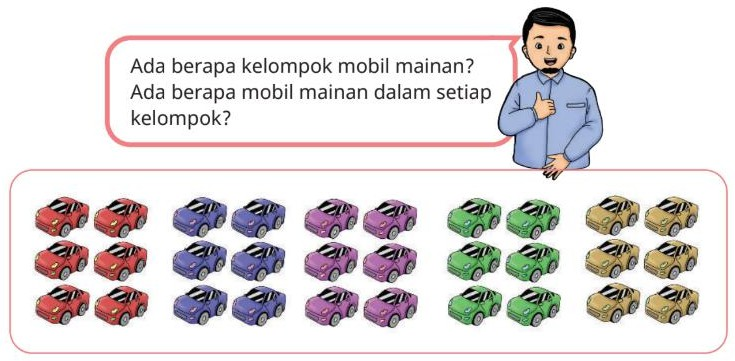 Ada berapa kelompok mobil mainan?
Ada berapa mobil mainan dalam setiap
kelompok?